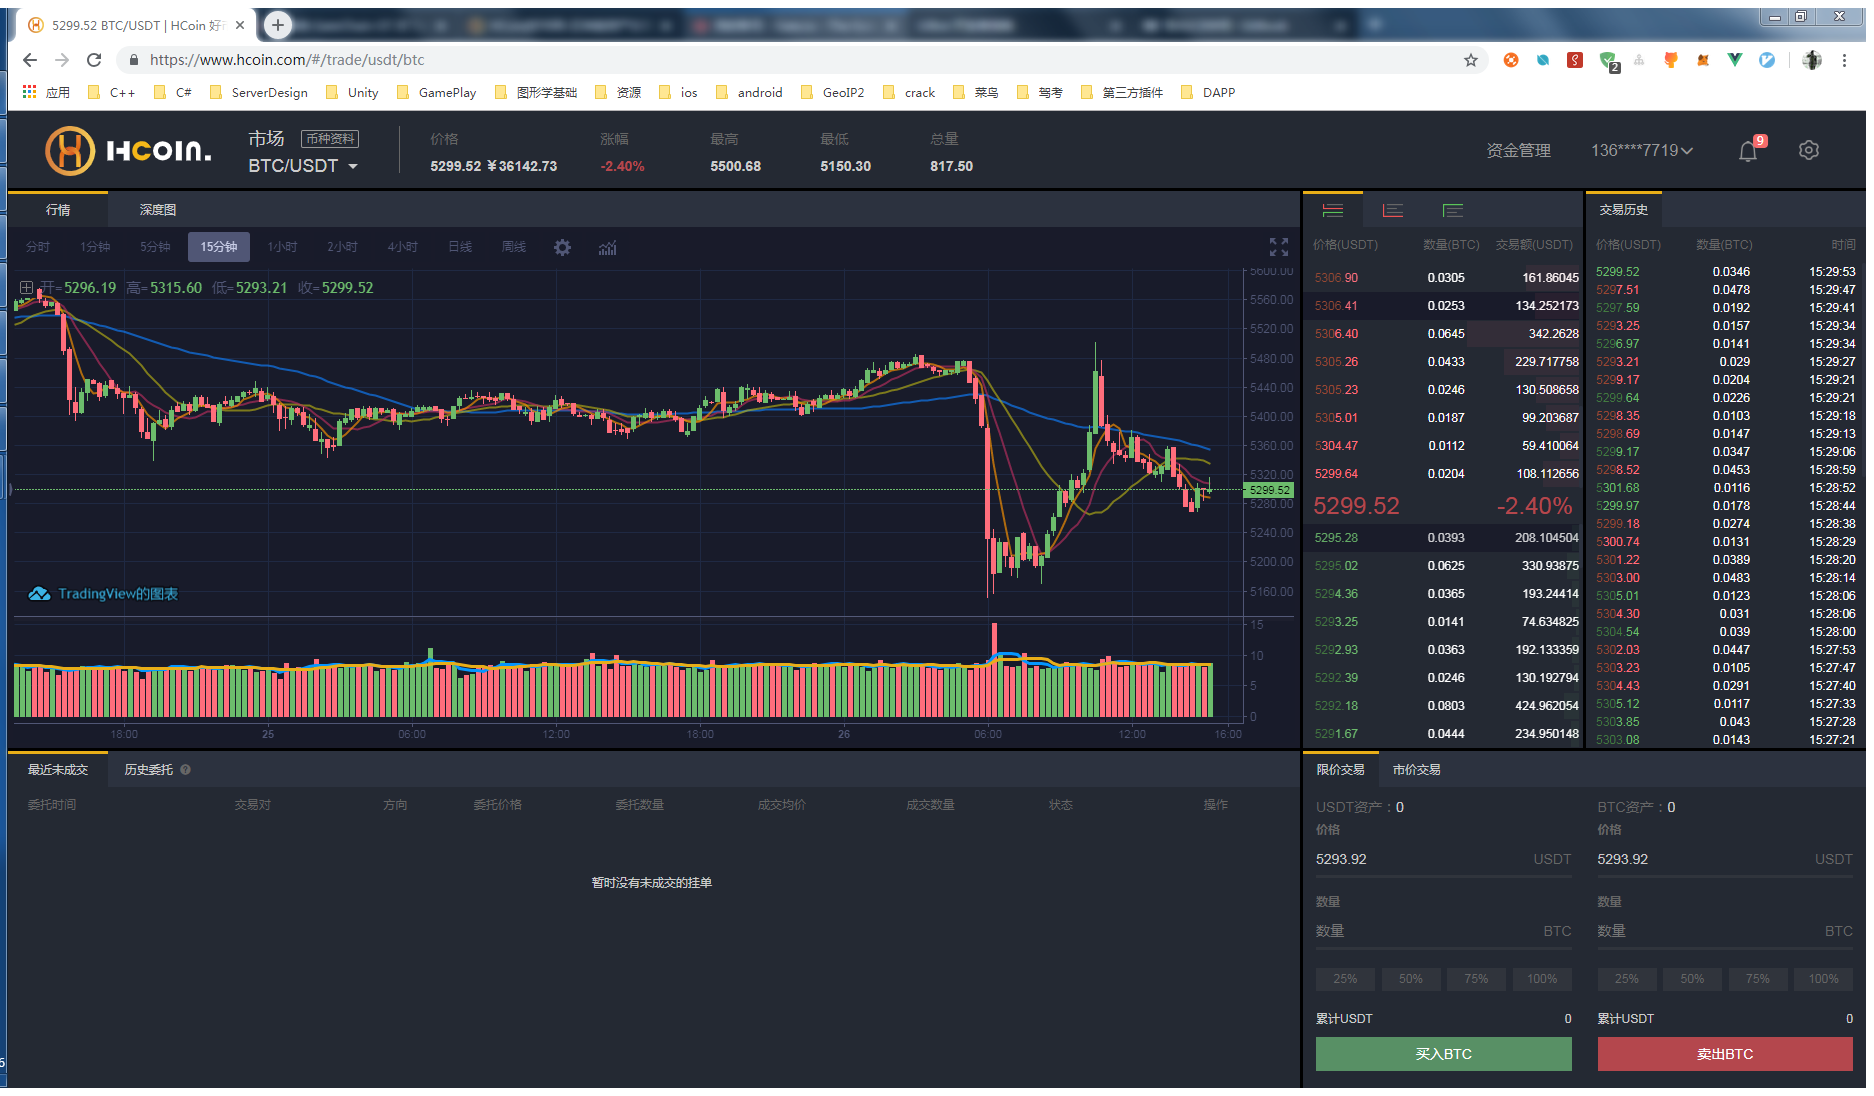 5299.52 BTC/USDT | HCoin 好
https://www.hcoin.com/#/trade/usdt/btc
2
应用 C++ C# ServerDesign Unity GamePlay 图形学基础 资源 ios android GeoIP2 crack 菜鸟 驾考 第三方插件 DAPP
HCOIN.
市场 币种资料
BTC/USDT
价格 涨幅 最高 最低 总量
5299.52 ¥36142.73 -2.40% 5500.68 5150.30 817.50
资金管理 136****7719 9
行情 深度图
分时 1分钟 5分钟 15分钟 1小时 2小时 4小时 日线 周线
开=5296.19 高=5315.60 低=5293.21 收=5299.52
5600.00
5560.00
5520.00
5480.00
5440.00
5400.00
5360.00
5320.00
5299.52
5280.00
5240.00
5200.00
5160.00
TradingView的图表
15
10
5
0
18:00 25 06:00 12:00 18:00 26 06:00 12:00 16:00
价格(USDT) 数量(BTC) 交易额(USDT)
5306.90 0.0305 161.86045
5306.41 0.0253 134.252173
5306.40 0.0645 342.2628
5305.26 0.0433 229.717758
5305.23 0.0246 130.508658
5305.01 0.0187 99.203687
5304.47 0.0112 59.410064
5299.64 0.0204 108.112656
5299.52 -2.40%
5295.28 0.0393 208.104504
5295.02 0.0625 330.93875
5294.36 0.0365 193.24414
5293.25 0.0141 74.634825
5292.93 0.0363 192.133359
5292.39 0.0246 130.192794
5292.18 0.0803 424.962054
5291.67 0.0444 234.950148
交易历史
价格(USDT) 数量(BTC) 时间
5299.52 0.0346 15:29:53
5297.51 0.0478 15:29:47
5297.59 0.0192 15:29:41
5293.25 0.0157 15:29:34
5296.97 0.0141 15:29:34
5293.21 0.029 15:29:27
5299.17 0.0204 15:29:21
5299.64 0.0226 15:29:21
5298.35 0.0103 15:29:18
5298.69 0.0147 15:29:13
5299.17 0.0347 15:29:06
5298.52 0.0453 15:28:59
5301.68 0.0116 15:28:52
5299.97 0.0178 15:28:44
5299.18 0.0274 15:28:38
5300.74 0.0131 15:28:29
5301.22 0.0389 15:28:20
5303.00 0.0483 15:28:14
5305.01 0.0123 15:28:06
5304.30 0.031 15:28:06
5304.54 0.039 15:28:00
5302.03 0.0447 15:27:53
5303.23 0.0105 15:27:47
5304.43 0.0291 15:27:40
5305.12 0.0117 15:27:33
5303.85 0.043 15:27:28
5303.08 0.0143 15:27:21
最近未成交 历史委托 ?
委托时间 交易对 方向 委托价格 委托数量 成交均价 成交数量 状态 操作
暂时没有未成交的挂单
限价交易 市价交易
USDT资产：0 BTC资产：0
价格 价格
5293.92 USDT 5293.92 USDT
数量 数量
数量 BTC 数量 BTC
25% 50% 75% 100% 25% 50% 75% 100%
累计USDT 0 累计USDT 0
买入BTC 卖出BTC